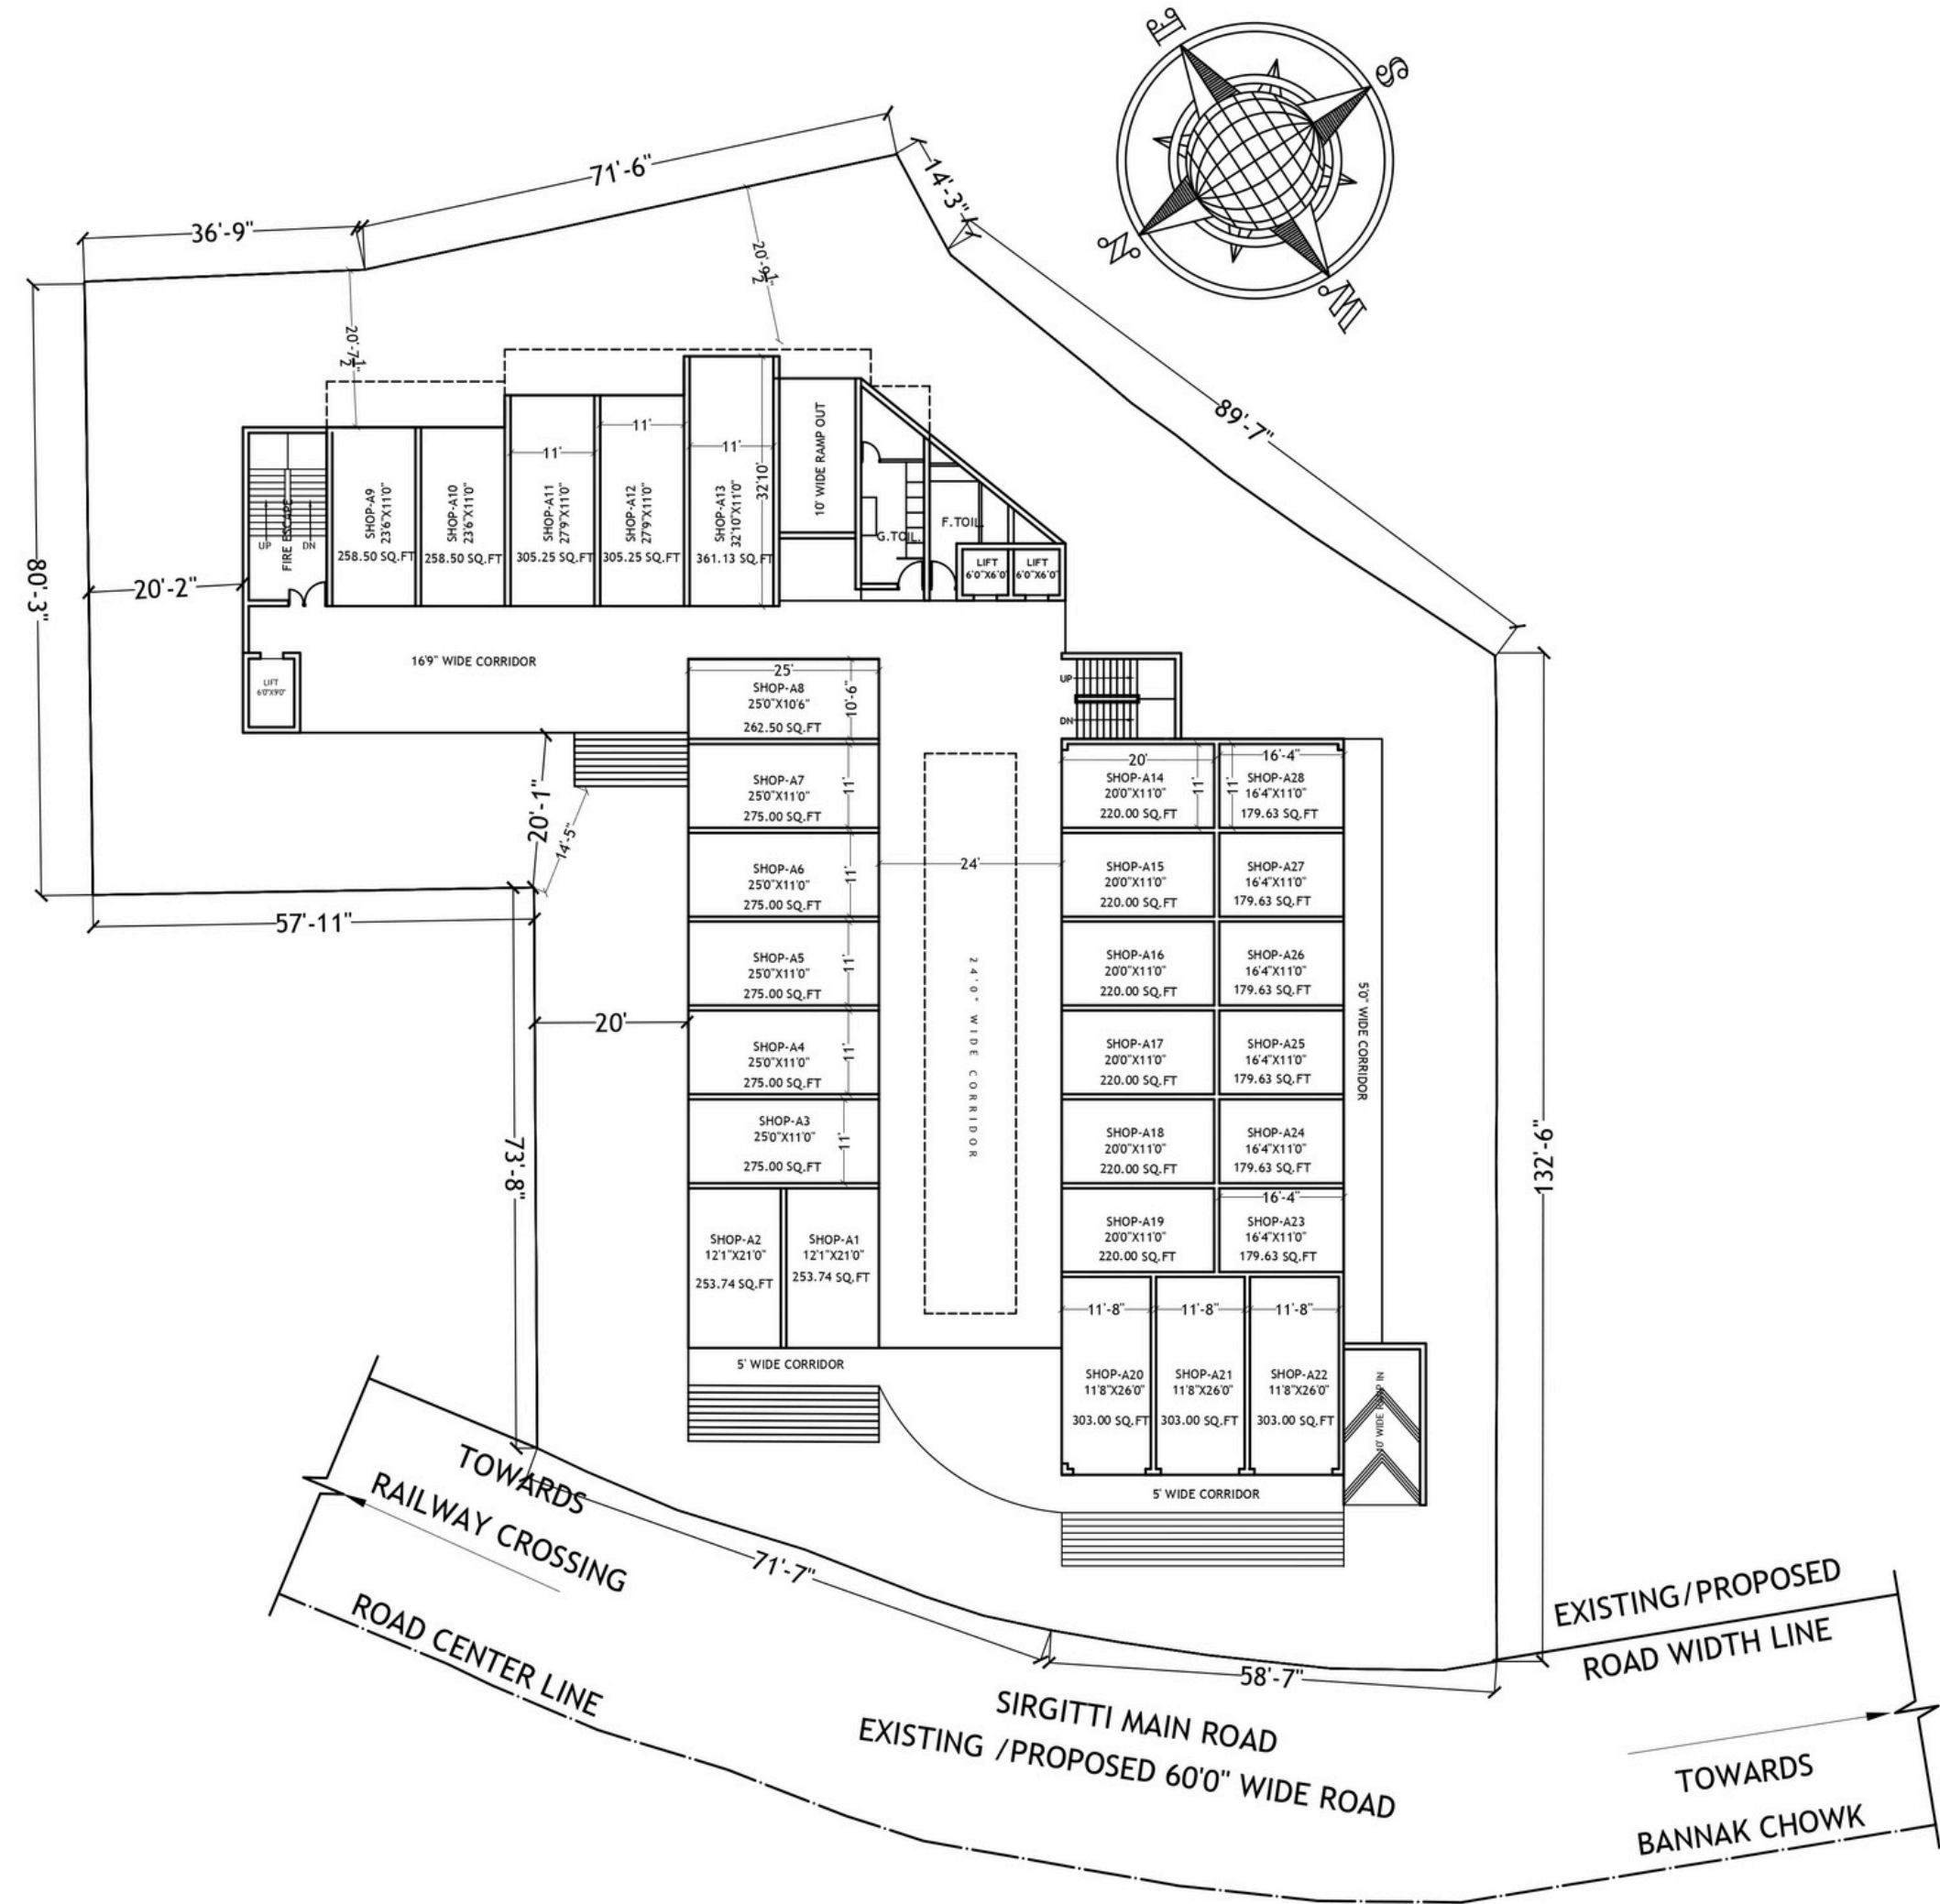 E
S
N
W
36'-9"
71'-6"
14'-3"
89'-7"
20'-7 1/2"
20'-9 1/2"
80'-3"
20'-2"
FIRE ESCAPE
UP
DN
SHOP-A9
23'6"X11'0"
258.50 SQ.FT
SHOP-A10
23'6"X11'0"
258.50 SQ.FT
11'
SHOP-A11
27'9"X11'0"
305.25 SQ.FT
11'
SHOP-A12
27'9"X11'0"
305.25 SQ.FT
11'
32'10'
SHOP-A13
32'10"X11'0"
361.13 SQ.FT
10' WIDE RAMP OUT
G.TOIL.
F.TOIL.
LIFT
6'0"X6'0"
LIFT
6'0"X6'0"
LIFT
6'0"X9'0"
16'9" WIDE CORRIDOR
20'-1"
14'-5"
57'-11"
20'
73'-8"
25'
10'-6"
SHOP-A8
25'0"X10'6"
262.50 SQ.FT
11'
SHOP-A7
25'0"X11'0"
275.00 SQ.FT
11'
SHOP-A6
25'0"X11'0"
275.00 SQ.FT
11'
SHOP-A5
25'0"X11'0"
275.00 SQ.FT
11'
SHOP-A4
25'0"X11'0"
275.00 SQ.FT
11'
SHOP-A3
25'0"X11'0"
275.00 SQ.FT
SHOP-A2
12'1"X21'0"
253.74 SQ.FT
SHOP-A1
12'1"X21'0"
253.74 SQ.FT
5' WIDE CORRIDOR
24'
24'0" WIDE CORRIDOR
UP
DN
20'
11'
SHOP-A14
20'0"X11'0"
220.00 SQ.FT
16'-4"
11'
SHOP-A28
16'4"X11'0"
179.63 SQ.FT
SHOP-A15
20'0"X11'0"
220.00 SQ.FT
SHOP-A27
16'4"X11'0"
179.63 SQ.FT
SHOP-A16
20'0"X11'0"
220.00 SQ.FT
SHOP-A26
16'4"X11'0"
179.63 SQ.FT
SHOP-A17
20'0"X11'0"
220.00 SQ.FT
SHOP-A25
16'4"X11'0"
179.63 SQ.FT
SHOP-A18
20'0"X11'0"
220.00 SQ.FT
SHOP-A24
16'4"X11'0"
179.63 SQ.FT
SHOP-A19
20'0"X11'0"
220.00 SQ.FT
16'-4"
SHOP-A23
16'4"X11'0"
179.63 SQ.FT
11'-8"
SHOP-A20
11'8"X26'0"
303.00 SQ.FT
11'-8"
SHOP-A21
11'8"X26'0"
303.00 SQ.FT
11'-8"
SHOP-A22
11'8"X26'0"
303.00 SQ.FT
5'0" WIDE CORRIDOR
10' WIDE RAMP IN
5' WIDE CORRIDOR
132'-6"
71'-7"
58'-7"
TOWARDS
RAILWAY CROSSING
ROAD CENTER LINE
SIRGITTI MAIN ROAD
EXISTING /PROPOSED 60'0" WIDE ROAD
EXISTING/PROPOSED
ROAD WIDTH LINE
TOWARDS
BANNAK CHOWK